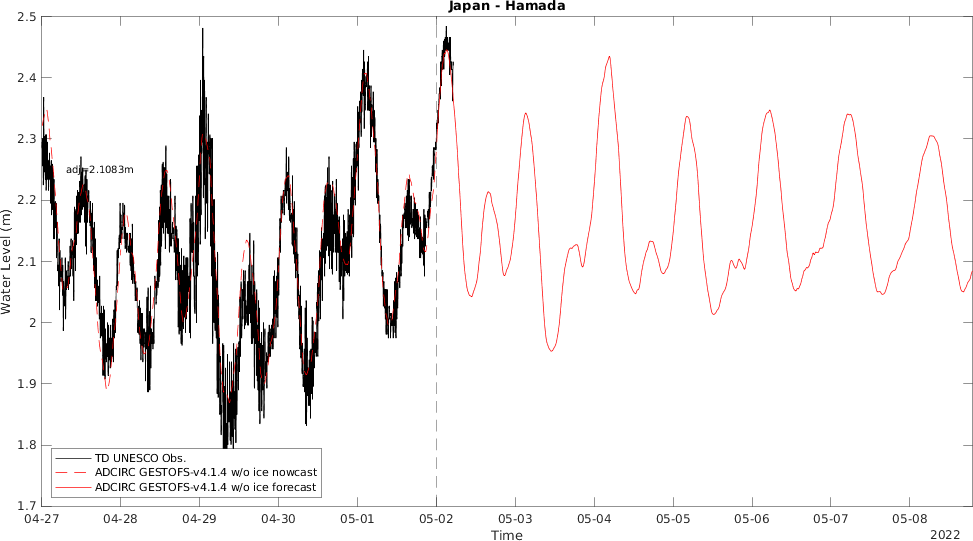 Japan - Hamada
2.5
2.4
2.3
2.2
2.1
2
1.9
1.8
1.7
Water Level (m)
adj=2.1083m
TD UNESCO Obs.
ADCIRC GESTOFS-v4.1.4 w/o ice nowcast
ADCIRC GESTOFS-v4.1.4 w/o ice forecast
04-27 04-28 04-29 04-30 05-01 05-02 05-03 05-04 05-05 05-06 05-07 05-08
Time
2022